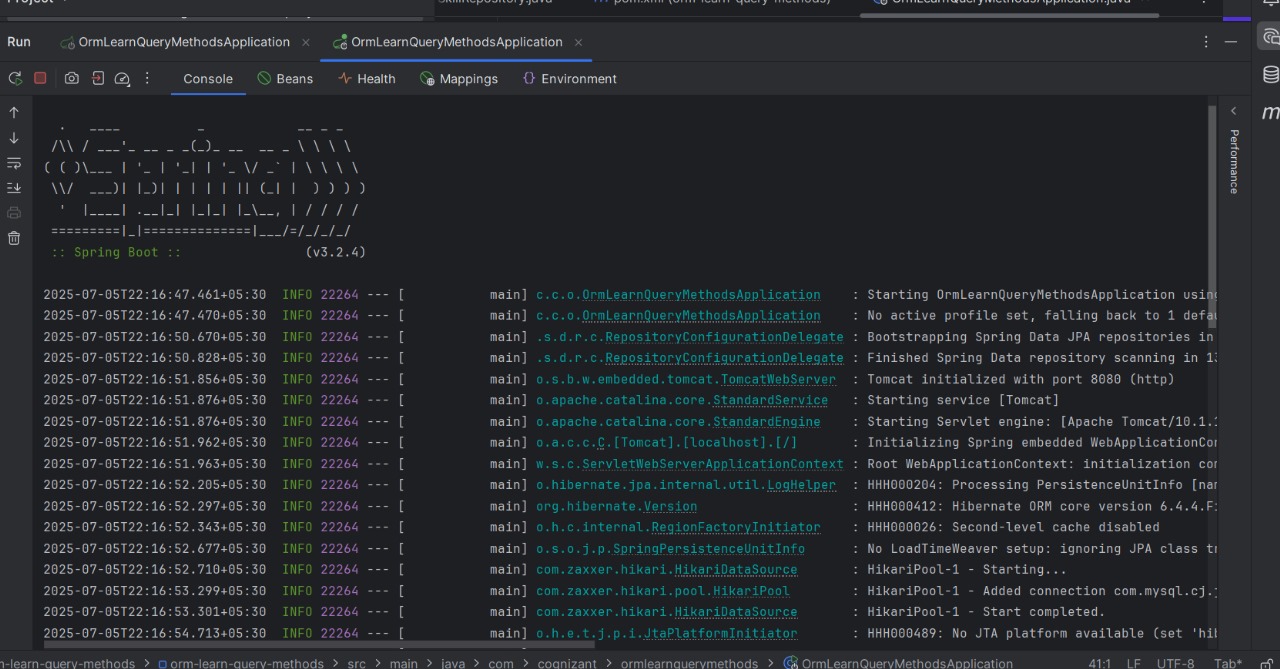 SkillRepository.java pom.xml (orm-learn-query-methods) OrmLearnQueryMethodsApplication.java
Run OrmLearnQueryMethodsApplication × OrmLearnQueryMethodsApplication ×
Console Beans Health Mappings Environment
  .   ____          _            __ _ _
 /\\ / ___'_ __ _ _(_)_ __  __ _ \ \ \ \
( ( )\___ | '_ | '_| | '_ \/ _` | \ \ \ \
 \\/  ___)| |_)| | | | | || (_| |  ) ) ) )
  '  |____| .__|_| |_|_| |_\__, | / / / /
 =========|_|==============|___/=/_/_/_/
 :: Spring Boot ::                (v3.2.4)
2025-07-05T22:16:47.461+05:30  INFO 22264 --- [           main] c.c.o.OrmLearnQueryMethodsApplication    : Starting OrmLearnQueryMethodsApplication using
2025-07-05T22:16:47.470+05:30  INFO 22264 --- [           main] c.c.o.OrmLearnQueryMethodsApplication    : No active profile set, falling back to 1 defau
2025-07-05T22:16:50.670+05:30  INFO 22264 --- [           main] .s.d.r.c.RepositoryConfigurationDelegate : Bootstrapping Spring Data JPA repositories in
2025-07-05T22:16:50.828+05:30  INFO 22264 --- [           main] .s.d.r.c.RepositoryConfigurationDelegate : Finished Spring Data repository scanning in 13
2025-07-05T22:16:51.856+05:30  INFO 22264 --- [           main] o.s.b.w.embedded.tomcat.TomcatWebServer  : Tomcat initialized with port 8080 (http)
2025-07-05T22:16:51.876+05:30  INFO 22264 --- [           main] o.apache.catalina.core.StandardService   : Starting service [Tomcat]
2025-07-05T22:16:51.876+05:30  INFO 22264 --- [           main] o.apache.catalina.core.StandardEngine    : Starting Servlet engine: [Apache Tomcat/10.1.1
2025-07-05T22:16:51.962+05:30  INFO 22264 --- [           main] o.a.c.c.C.[Tomcat].[localhost].[/]       : Initializing Spring embedded WebApplicationCon
2025-07-05T22:16:51.963+05:30  INFO 22264 --- [           main] w.s.c.ServletWebServerApplicationContext : Root WebApplicationContext: initialization com
2025-07-05T22:16:52.205+05:30  INFO 22264 --- [           main] o.hibernate.jpa.internal.util.LogHelper  : HHH000204: Processing PersistenceUnitInfo [nam
2025-07-05T22:16:52.297+05:30  INFO 22264 --- [           main] org.hibernate.Version                    : HHH000412: Hibernate ORM core version 6.4.4.Fi
2025-07-05T22:16:52.343+05:30  INFO 22264 --- [           main] o.h.c.internal.RegionFactoryInitiator    : HHH000026: Second-level cache disabled
2025-07-05T22:16:52.677+05:30  INFO 22264 --- [           main] o.s.o.j.p.SpringPersistenceUnitInfo      : No LoadTimeWeaver setup: ignoring JPA class tr
2025-07-05T22:16:52.710+05:30  INFO 22264 --- [           main] com.zaxxer.hikari.HikariDataSource       : HikariPool-1 - Starting...
2025-07-05T22:16:53.299+05:30  INFO 22264 --- [           main] com.zaxxer.hikari.pool.HikariPool        : HikariPool-1 - Added connection com.mysql.cj.j
2025-07-05T22:16:53.301+05:30  INFO 22264 --- [           main] com.zaxxer.hikari.HikariDataSource       : HikariPool-1 - Start completed.
2025-07-05T22:16:54.713+05:30  INFO 22264 --- [           main] o.h.e.t.j.p.i.JtaPlatformInitiator       : HHH000489: No JTA platform available (set 'hib
Performance
m-learn-query-methods > orm-learn-query-methods > src > main > java > com > cognizant > ormlearnquerymethods > OrmLearnQueryMethodsApplication 41:1 LF UTF-8 Tab*